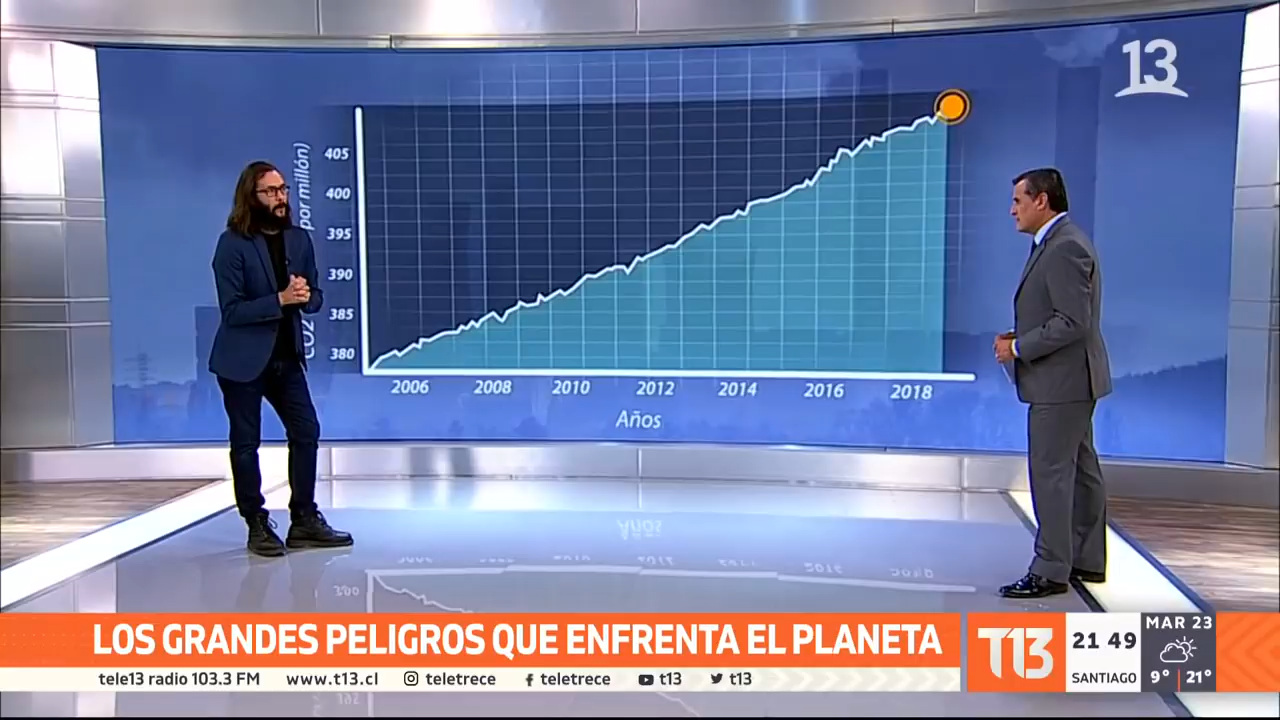 13
CO2
por millón)
405
400
395
390
385
380
2006
2008
2010
2012
2014
2016
2018
Años
LOS GRANDES PELIGROS QUE ENFRENTA EL PLANETA
tele13 radio 103.3 FM
www.t13.cl
teletrece
teletrece
t13
t13
T13
21 49
SANTIAGO
MAR 23
9° 21°